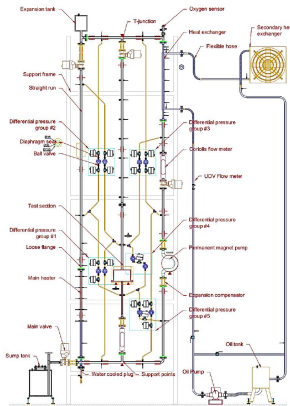 Expansion tank
T-junction
Oxygen sensor
Heat exchanger
Flexible hose
Secondary heat
exchanger
Support frame
Straight run
Differential pressure
group #2
Diaphragm seal
Ball valve
Differential pressure
group #3
Coriolis flow meter
UDV Flow meter
Test section
Differential pressure
group #1
Loose flange
Main heater
Differential pressure
group #4
Permanent magnet pump
Expansion compensator
Differential pressure
group #5
Main valve
Sump tank
Water cooled plug
Support points
Oil Pump
Oil tank